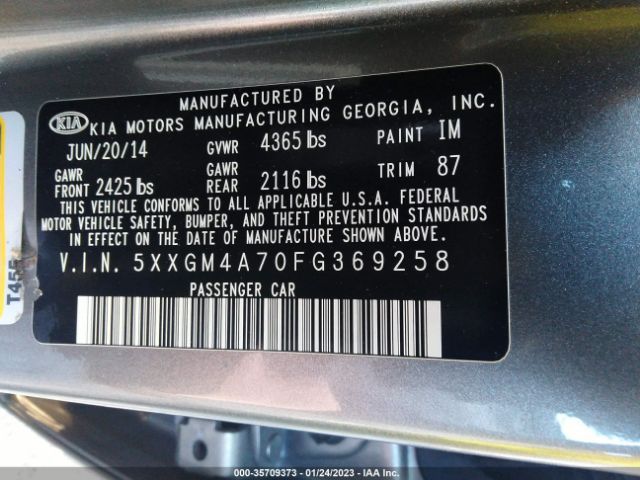 MANUFACTURED BY
KIA KIA MOTORS MANUFACTURING GEORGIA, INC.
JUN/20/14 GVWR 4365 lbs PAINT IM
GAWR FRONT 2425 lbs GAWR REAR 2116 lbs TRIM 87
THIS VEHICLE CONFORMS TO ALL APPLICABLE U.S.A. FEDERAL
MOTOR VEHICLE SAFETY, BUMPER, AND THEFT PREVENTION STANDARDS
IN EFFECT ON THE DATE OF MANUFACTURE SHOWN ABOVE.
V.I.N. 5XXGM4A70FG369258
PASSENGER CAR
T455
000-35709373 - 01/24/2023 - IAA Inc.